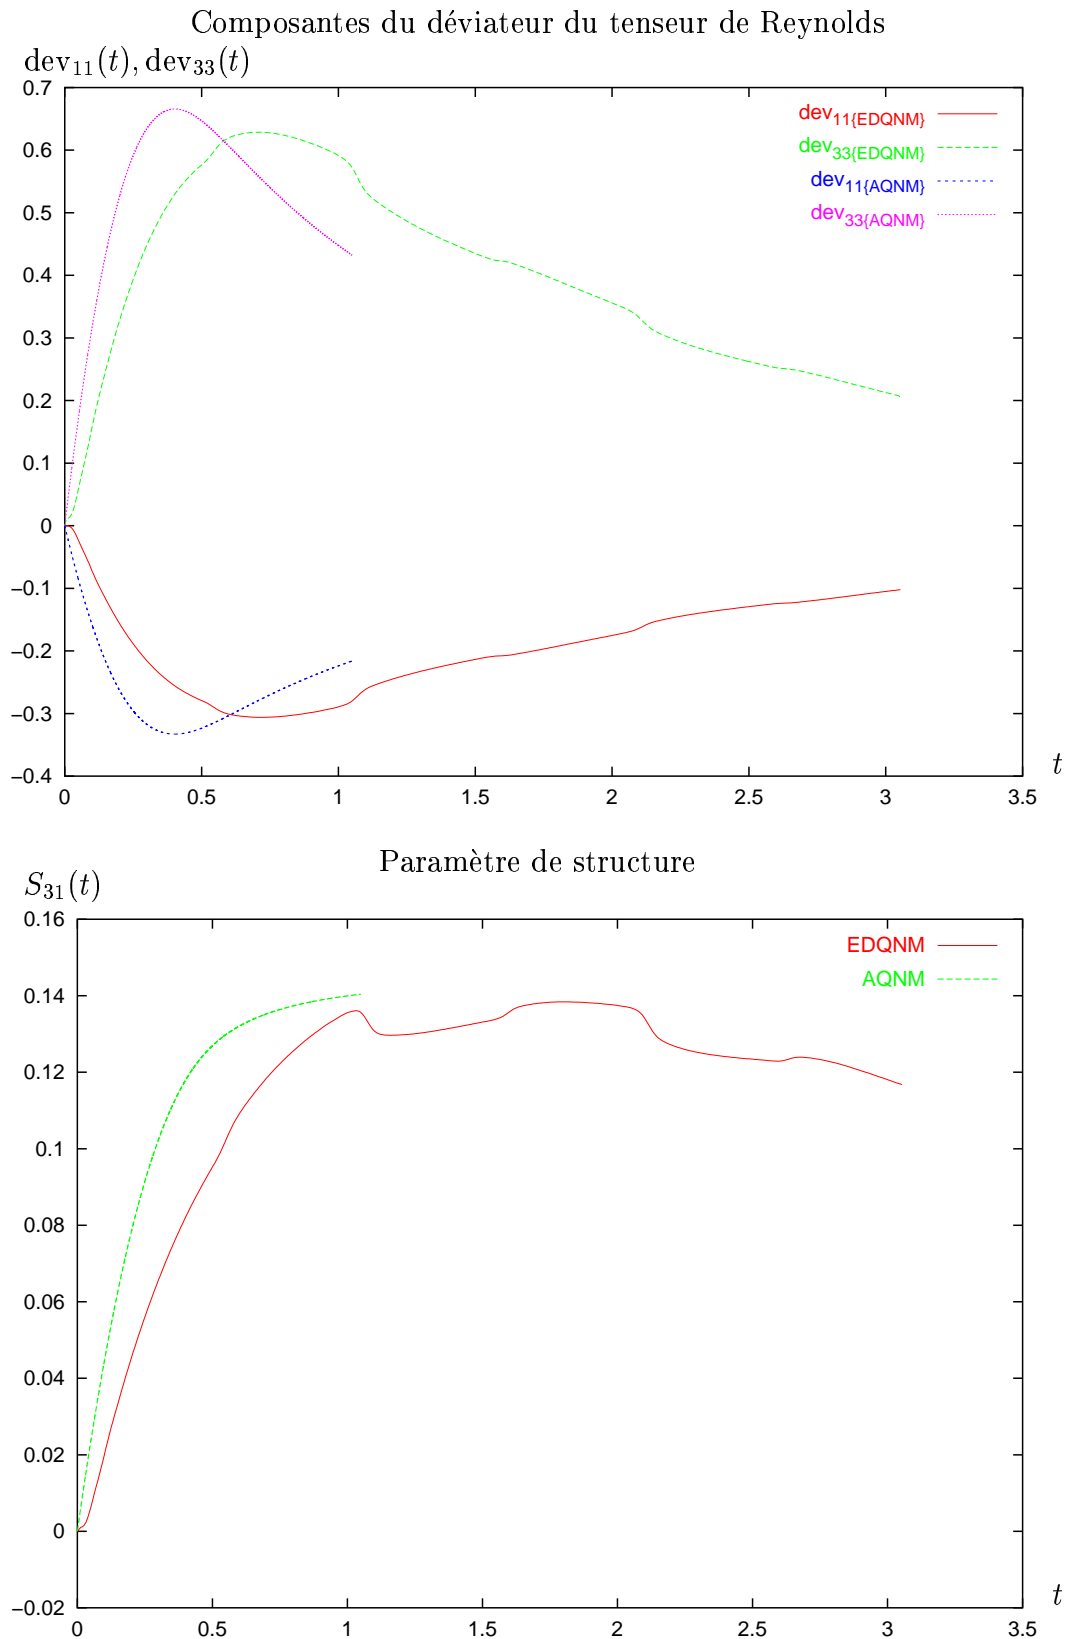 Composantes du déviateur du tenseur de Reynolds
dev₁₁(t), dev₃₃(t)
0.7
0.6
0.5
0.4
0.3
0.2
0.1
0
−0.1
−0.2
−0.3
−0.4
dev11{EDQNM}
dev33{EDQNM}
dev11{AQNM}
dev33{AQNM}
0 0.5 1 1.5 2 2.5 3 3.5
t
Paramètre de structure
S₃₁(t)
0.16
0.14
0.12
0.1
0.08
0.06
0.04
0.02
0
−0.02
EDQNM
AQNM
0 0.5 1 1.5 2 2.5 3 3.5
t